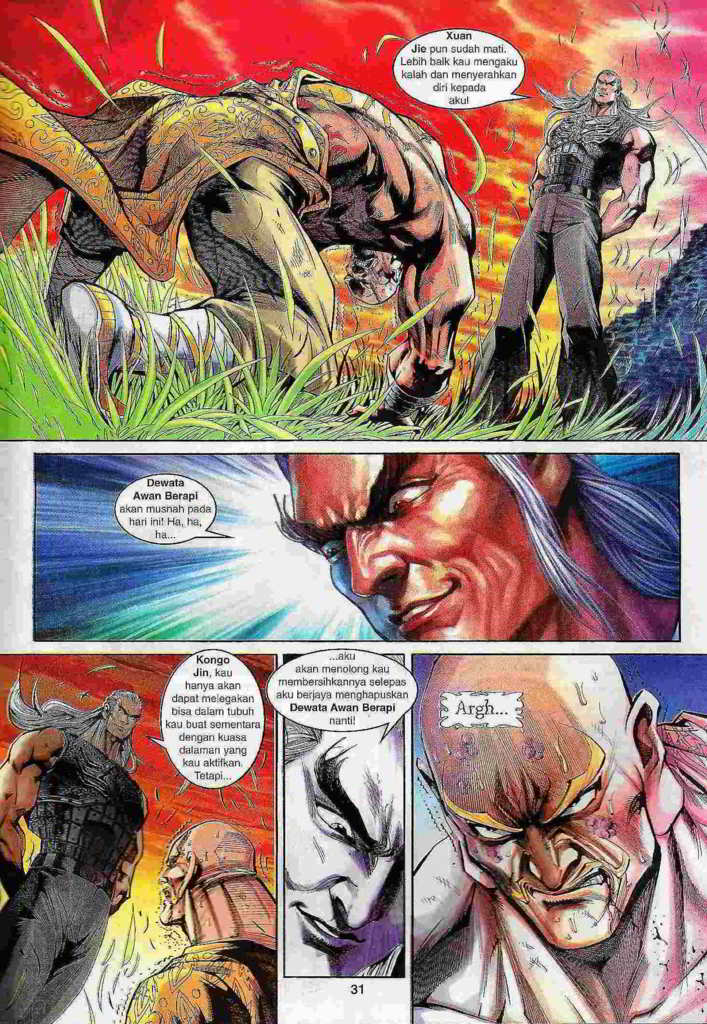 Xuan
Jie pun sudah mati.
Lebih baik kau mengaku
kalah dan menyerahkan
diri kepada
aku!
Dewata
Awan Berapi
akan musnah pada
hari ini! Ha, ha,
ha...
Kongo
Jin, kau
hanya akan
dapat melegakan
bisa dalam tubuh
kau buat sementara
dengan kuasa
dalaman yang
kau aktifkan.
Tetapi...
...aku
akan menolong kau
membersihkannya selepas
aku berjaya menghapuskan
Dewata Awan Berapi
nanti!
Argh...
31